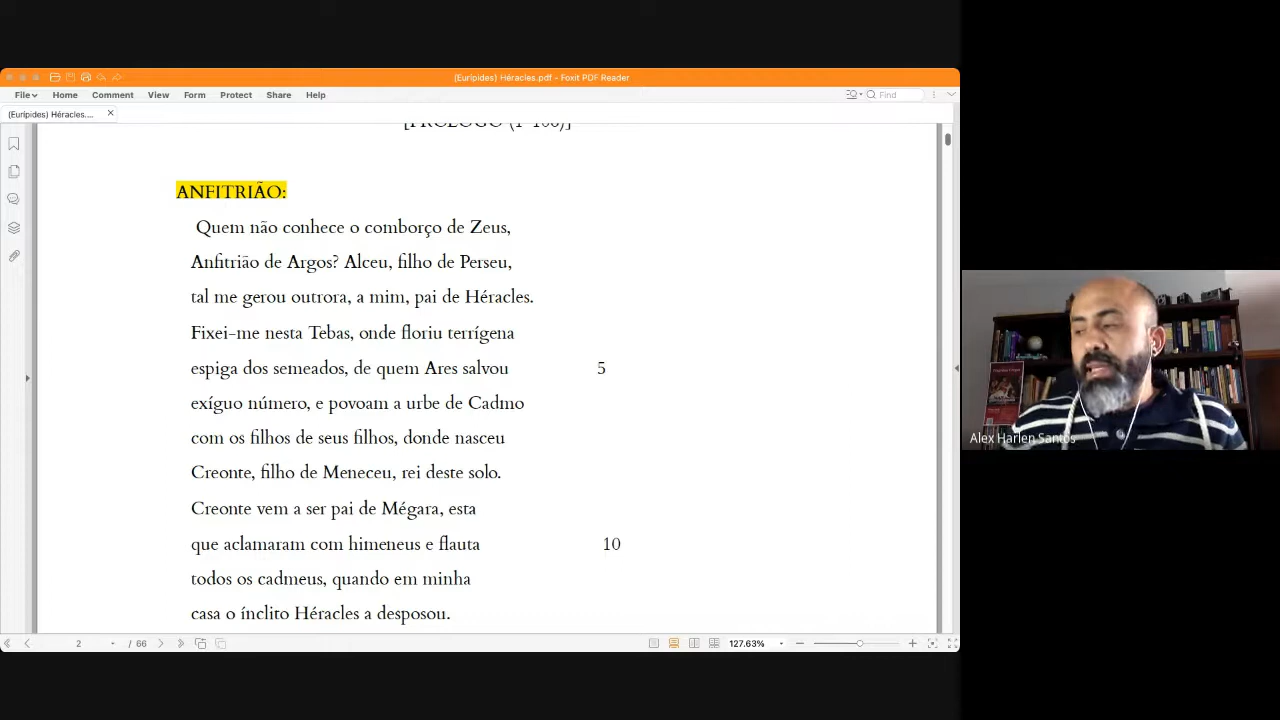 (Eurípides) Héracles.pdf - Foxit PDF Reader
File Home Comment View Form Protect Share Help
Find
(Eurípides) Héracles....
[PRÓLOGO (1-106)]
ANFITRIÃO:
Quem não conhece o comborço de Zeus,
Anfitrião de Argos? Alceu, filho de Perseu,
tal me gerou outrora, a mim, pai de Héracles.
Fixei-me nesta Tebas, onde floriu terrígena
espiga dos semeados, de quem Ares salvou 5
exíguo número, e povoam a urbe de Cadmo
com os filhos de seus filhos, donde nasceu
Creonte, filho de Meneceu, rei deste solo.
Creonte vem a ser pai de Mégara, esta
que aclamaram com himeneus e flauta 10
todos os cadmeus, quando em minha
casa o ínclito Héracles a desposou.
2 / 66
127.63%
Alex Harlen Santos